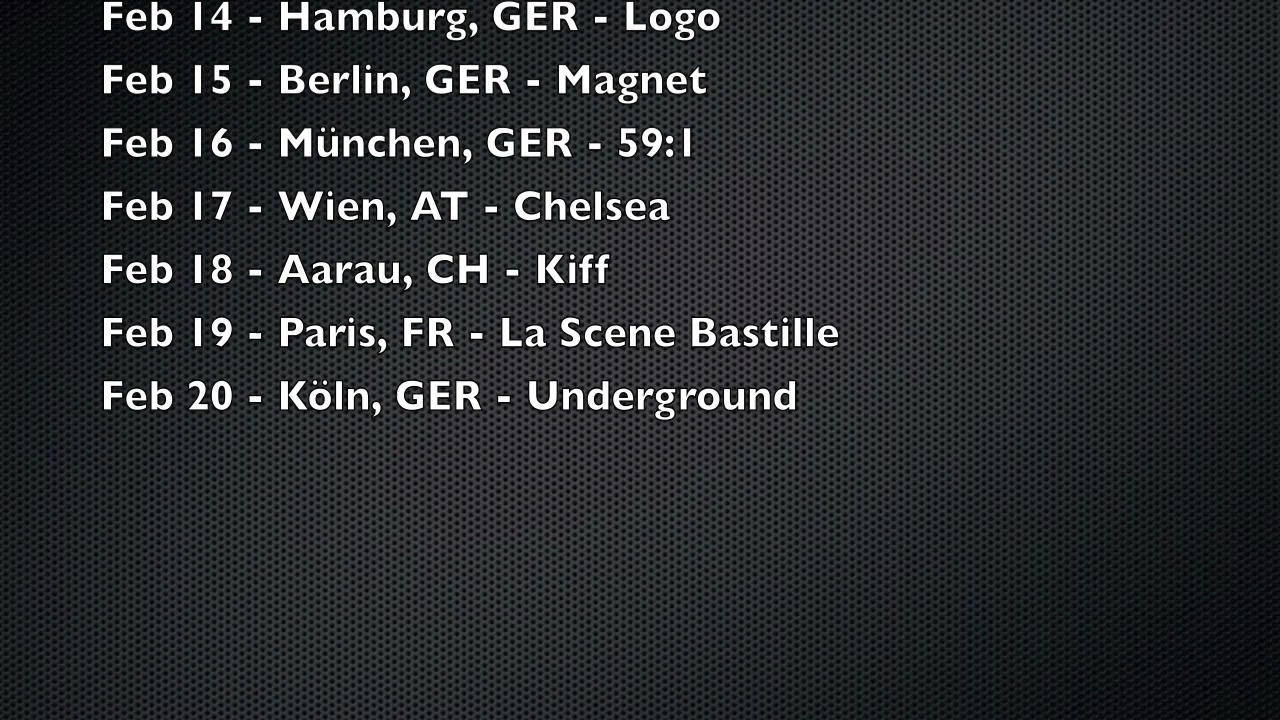 Feb 14 - Hamburg, GER - Logo
Feb 15 - Berlin, GER - Magnet
Feb 16 - München, GER - 59:1
Feb 17 - Wien, AT - Chelsea
Feb 18 - Aarau, CH - Kiff
Feb 19 - Paris, FR - La Scene Bastille
Feb 20 - Köln, GER - Underground